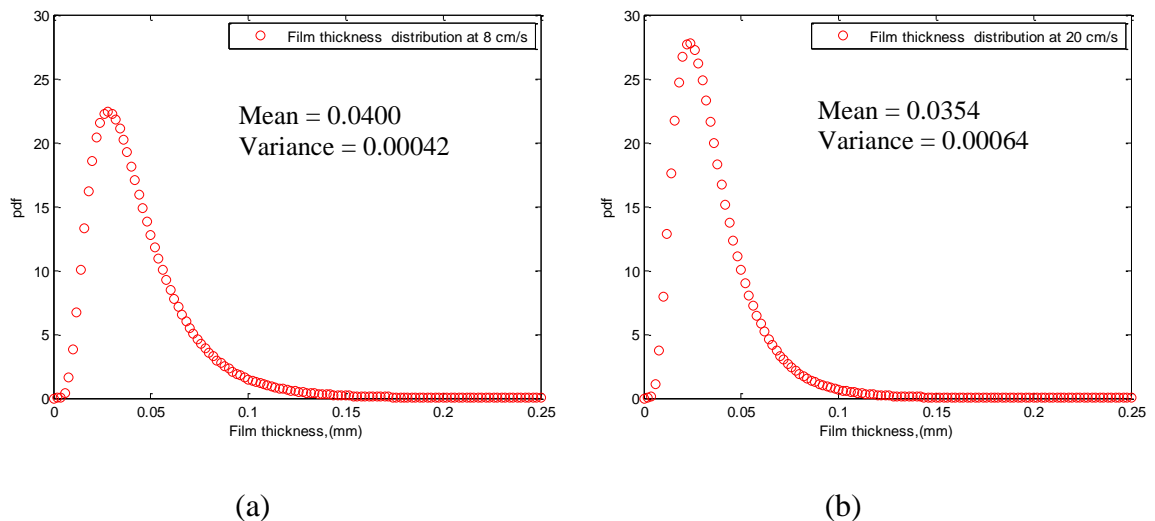 30
25
20
15
10
5
0
pdf
Film thickness distribution at 8 cm/s
Mean = 0.0400
Variance = 0.00042
0 0.05 0.1 0.15 0.2 0.25
Film thickness,(mm)
(a)
30
25
20
15
10
5
0
pdf
Film thickness distribution at 20 cm/s
Mean = 0.0354
Variance = 0.00064
0 0.05 0.1 0.15 0.2 0.25
Film thickness,(mm)
(b)